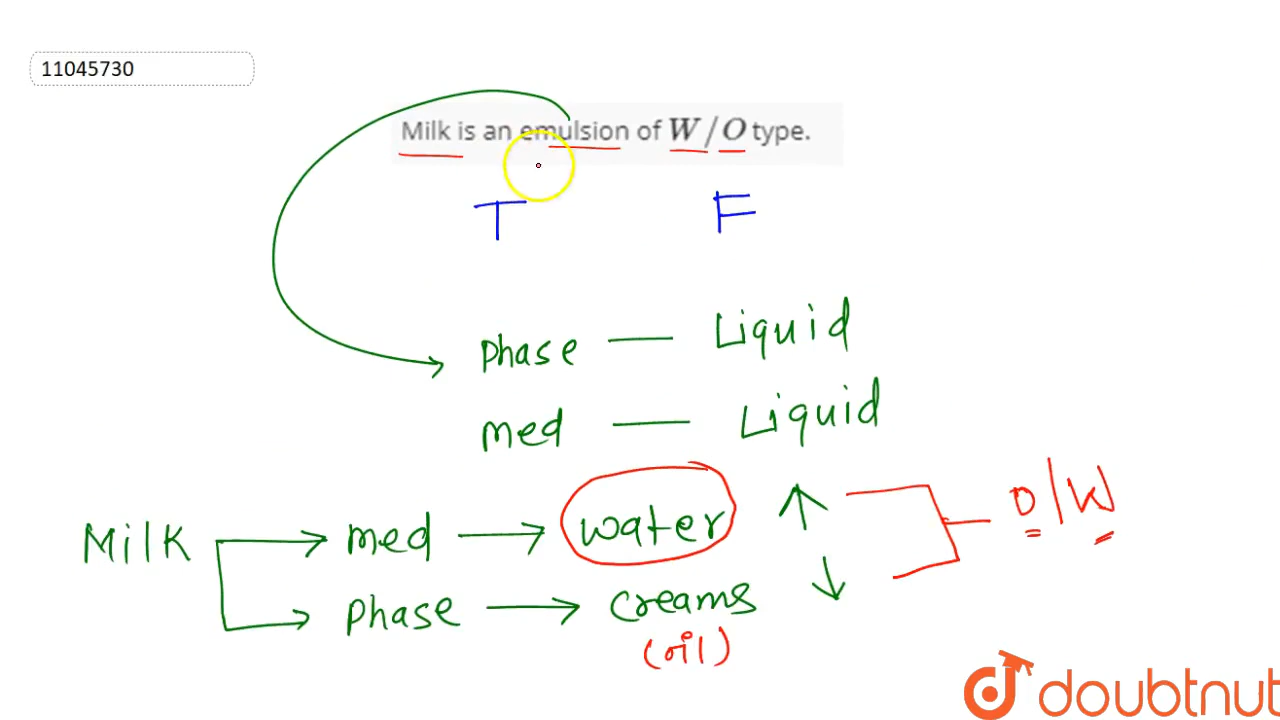 11045730
Milk is an emulsion of W/O type.
T F
Phase — Liquid
med — Liquid
Milk med → water ↑ O/W
Phase → Creams ↓
(oil)
doubtnut